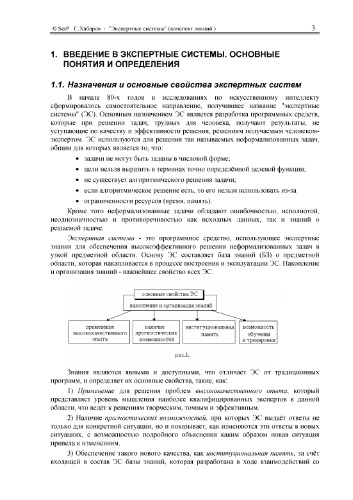 © SerP С.Хабаров - "Экспертные системы" (конспект лекций ) 3
1. ВВЕДЕНИЕ В ЭКСПЕРТНЫЕ СИСТЕМЫ. ОСНОВНЫЕ
ПОНЯТИЯ И ОПРЕДЕЛЕНИЯ
1.1. Назначения и основные свойства экспертных систем
В начале 80-х годов в исследованиях по искусственному интеллекту
сформировалось самостоятельное направление, получившее название "экспертные
системы" (ЭС). Основным назначением ЭС является разработка программных средств,
которые при решении задач, трудных для человека, получают результаты, не
уступающие по качеству и эффективности решения, решениям получаемым человеком-
экспертом. ЭС используются для решения так называемых неформализованных задач,
общим для которых является то, что:
• задачи не могут быть заданы в числовой форме;
• цели нельзя выразить в терминах точно определённой целевой функции;
• не существует алгоритмического решения задачи;
• если алгоритмическое решение есть, то его нельзя использовать из-за
• ограниченности ресурсов (время, память).
Кроме того неформализованные задачи обладают ошибочностью, неполнотой,
неоднозначностью и противоречивостью как исходных данных, так и знаний о
решаемой задаче.
Экспертная система - это программное средство, использующее экспертные
знания для обеспечения высокоэффективного решения неформализованных задач в
узкой предметной области. Основу ЭС составляет база знаний (БЗ) о предметной
области, которая накапливается в процессе построения и эксплуатации ЭС. Накопление
и организация знаний - важнейшее свойство всех ЭС.
основные свойства ЭС
накопление и организация знаний
применения высококачественного опыта
наличие прогностических возможностей
институциональная память
возможность обучения и тренировки
рис.1.
Знания являются явными и доступными, что отличает ЭС от традиционных
программ, и определяет их основные свойства, такие, как:
1) Применение для решения проблем высококачественного опыта, который
представляет уровень мышления наиболее квалифицированных экспертов в данной
области, что ведёт к решениям творческим, точным и эффективным.
2) Наличие прогностических возможностей, при которых ЭС выдаёт ответы не
только для конкретной ситуации, но и показывает, как изменяются эти ответы в новых
ситуациях, с возможностью подробного объяснения каким образом новая ситуация
привела к изменениям.
3) Обеспечение такого нового качества, как институциональная память, за счёт
входящей в состав ЭС базы знаний, которая разработана в ходе взаимодействий со